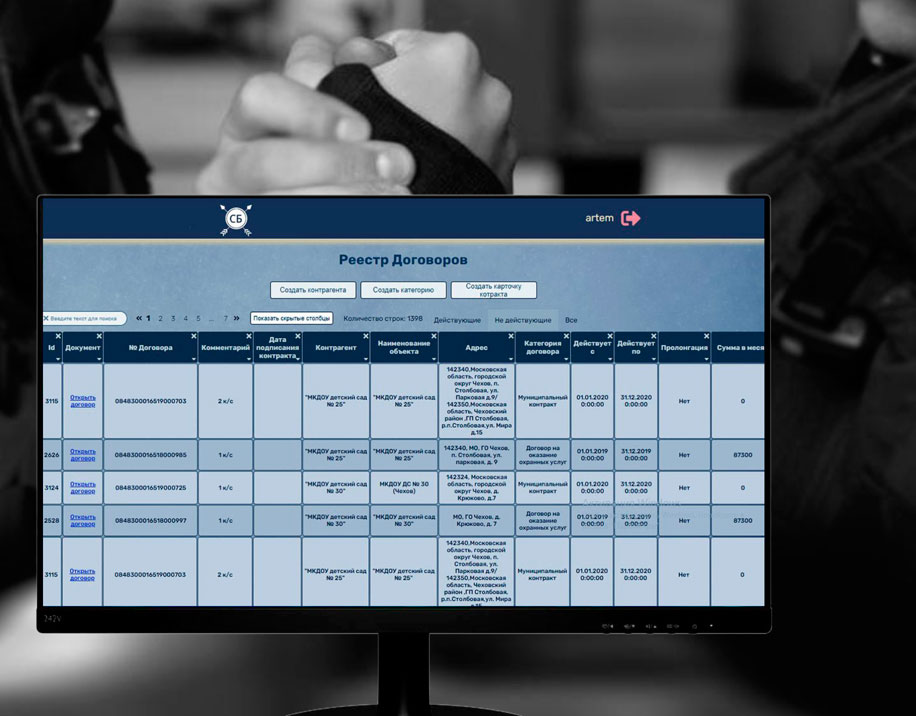 СБ
artem
Реестр Договоров
Создать контрагента
Создать категорию
Создать карточку
котракта
Введите текст для поиска
« 1 2 3 4 5 ... 7 »
Показать скрытые столбцы
Количество строк: 1398
Действующие
Не действующие
Все
Id
Документ
№ Договора
Комментарий
Дата
подписания
контракта
Контрагент
Наименование
объекта
Адрес
Категория
договора
Действует
с
Действует
по
Пролонгация
Сумма в меся
3115
Открыть
договор
0848300016519000703
2 к/с
"МКДОУ детский сад
№ 25"
"МКДОУ детский сад
№ 25"
142340,Московская
область, городской
округ Чехов, п.
Столбовая, ул.
Парковая д.9/
142350,Московская
область, Чеховский
район ,ГП Столбовая,
р.п.Столбовая,ул. Мира
д.15
Муниципальный
контракт
01.01.2020
0:00:00
31.12.2020
0:00:00
Нет
0
2626
Открыть
договор
0848300016518000985
1 к/с
"МКДОУ детский сад
№ 25"
"МКДОУ детский сад
№ 25"
142340, МО, ГО Чехов,
п. Столбовая, ул.
парковая, д. 9
Договор на
оказание
охранных услуг
01.01.2019
0:00:00
31.12.2019
0:00:00
Нет
87300
3124
Открыть
договор
0848300016519000725
1 к/с
"МКДОУ детский сад
№ 30"
МКДОУ ДС № 30
(Чехов)
142324, Московская
область, городской
округ Чехов, д.
Крюково, д.7
Муниципальный
контракт
01.01.2020
0:00:00
31.12.2020
0:00:00
Нет
0
2528
Открыть
договор
0848300016518000997
1 к/с
"МКДОУ детский сад
№ 30"
"МКДОУ детский сад
№ 30"
МО, ГО Чехов, д.
Крюково, д. 7
Договор на
оказание
охранных услуг
01.01.2019
0:00:00
31.12.2019
0:00:00
Нет
87300
3115
Открыть
договор
0848300016519000703
2 к/с
"МКДОУ детский сад
№ 25"
"МКДОУ детский сад
№ 25"
142340,Московская
область, городской
округ Чехов, п.
Столбовая, ул.
Парковая д.9/
142350,Московская
область, Чеховский
район ,ГП Столбовая,
р.п.Столбовая,ул. Мира
д.15
Муниципальный
контракт
01.01.2020
0:00:00
31.12.2020
0:00:00
Нет
0
242V